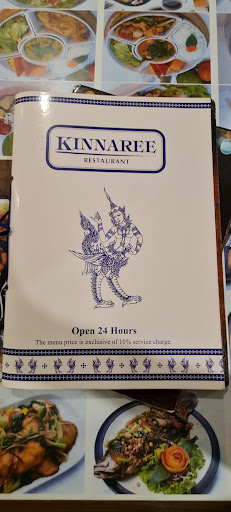 KINNAREE
RESTAURANT
Open 24 Hours
The menu price is exclusive of 10% service charge.